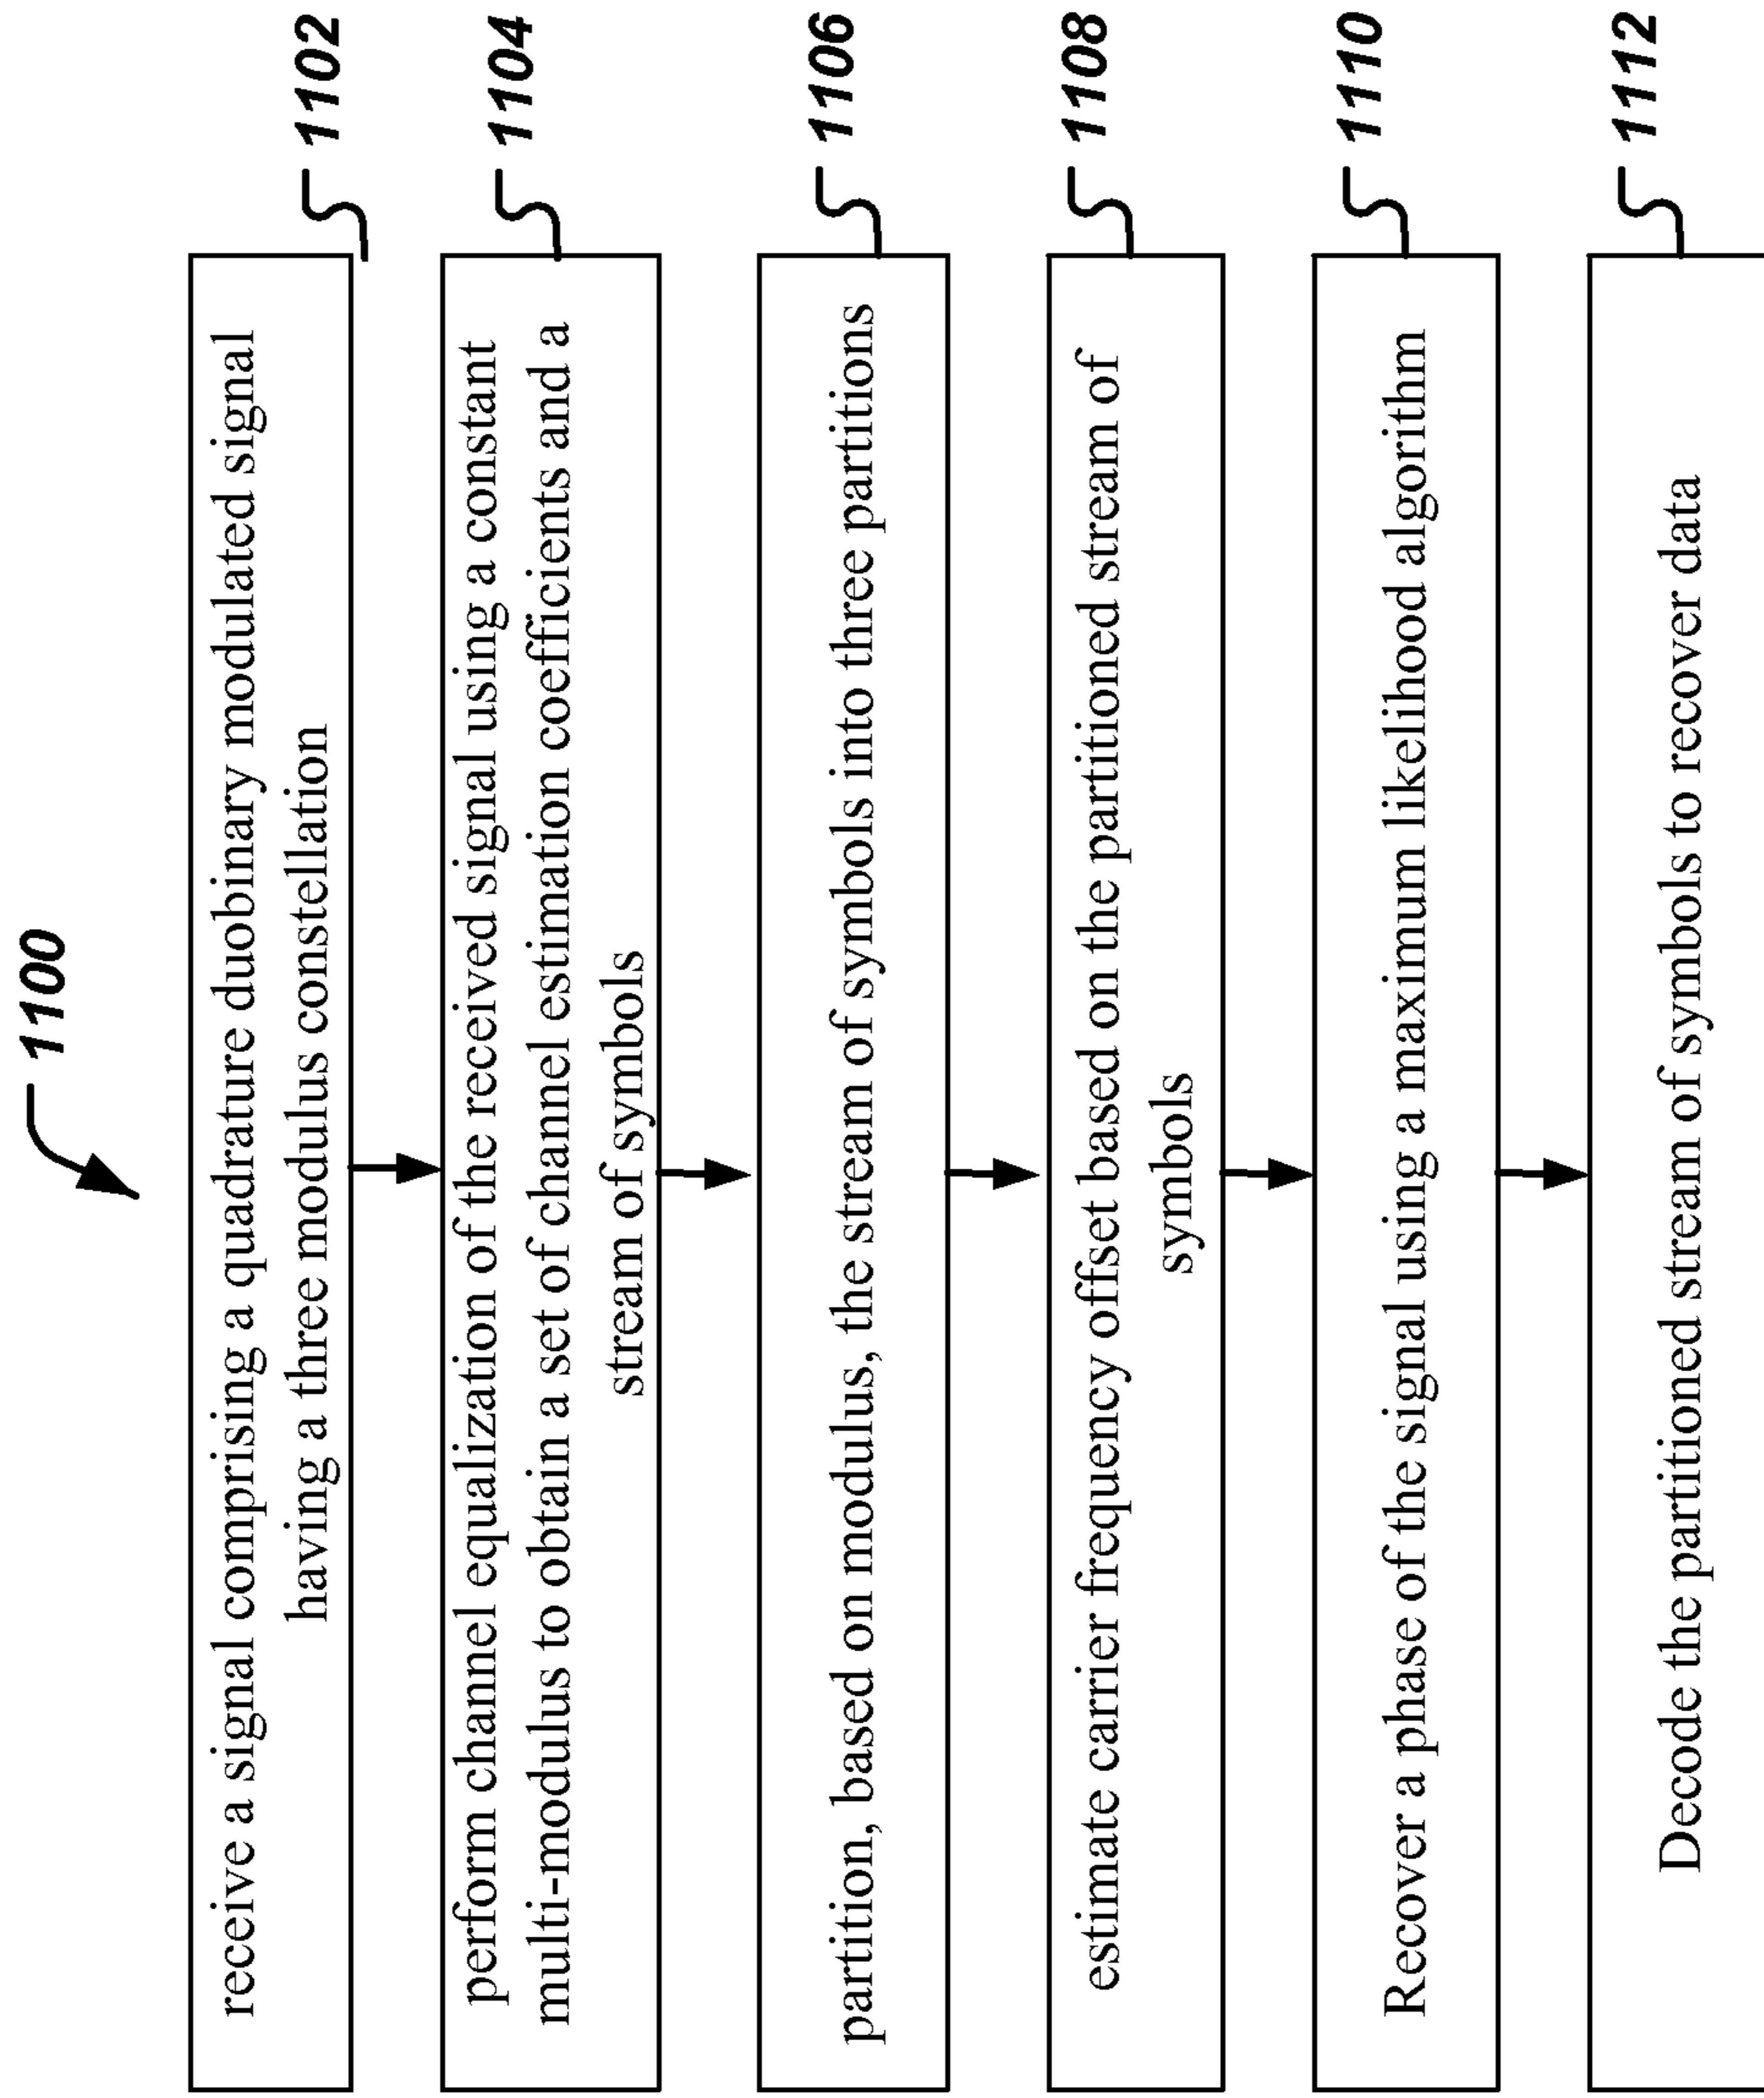 1100
receive a signal comprising a quadrature duobinary modulated signal
having a three modulus constellation
1102
perform channel equalization of the received signal using a constant
multi-modulus to obtain a set of channel estimation coefficients and a
stream of symbols
1104
partition, based on modulus, the stream of symbols into three partitions
1106
estimate carrier frequency offset based on the partitioned stream of
symbols
1108
Recover a phase of the signal using a maximum likelihood algorithm
1110
Decode the partitioned stream of symbols to recover data
1112